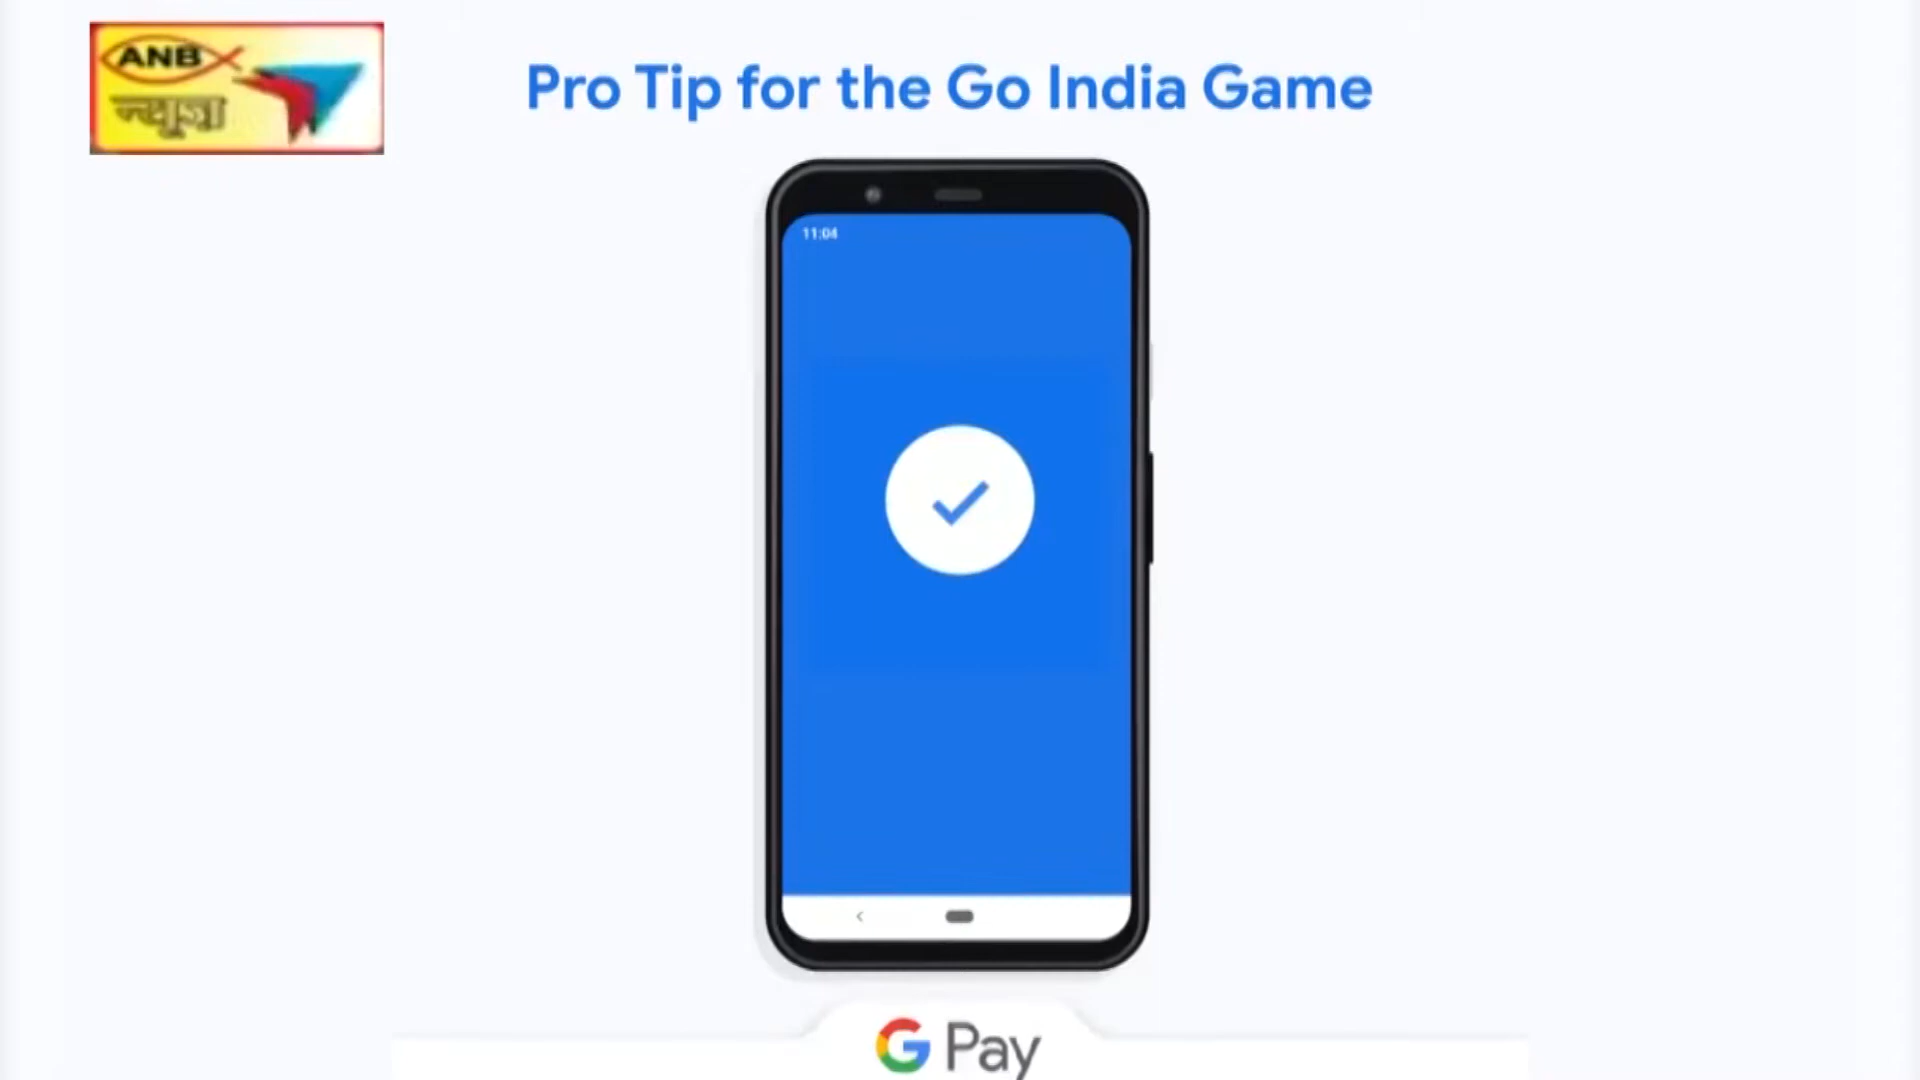 ANB
न्यूज़
Pro Tip for the Go India Game
11:04
G Pay